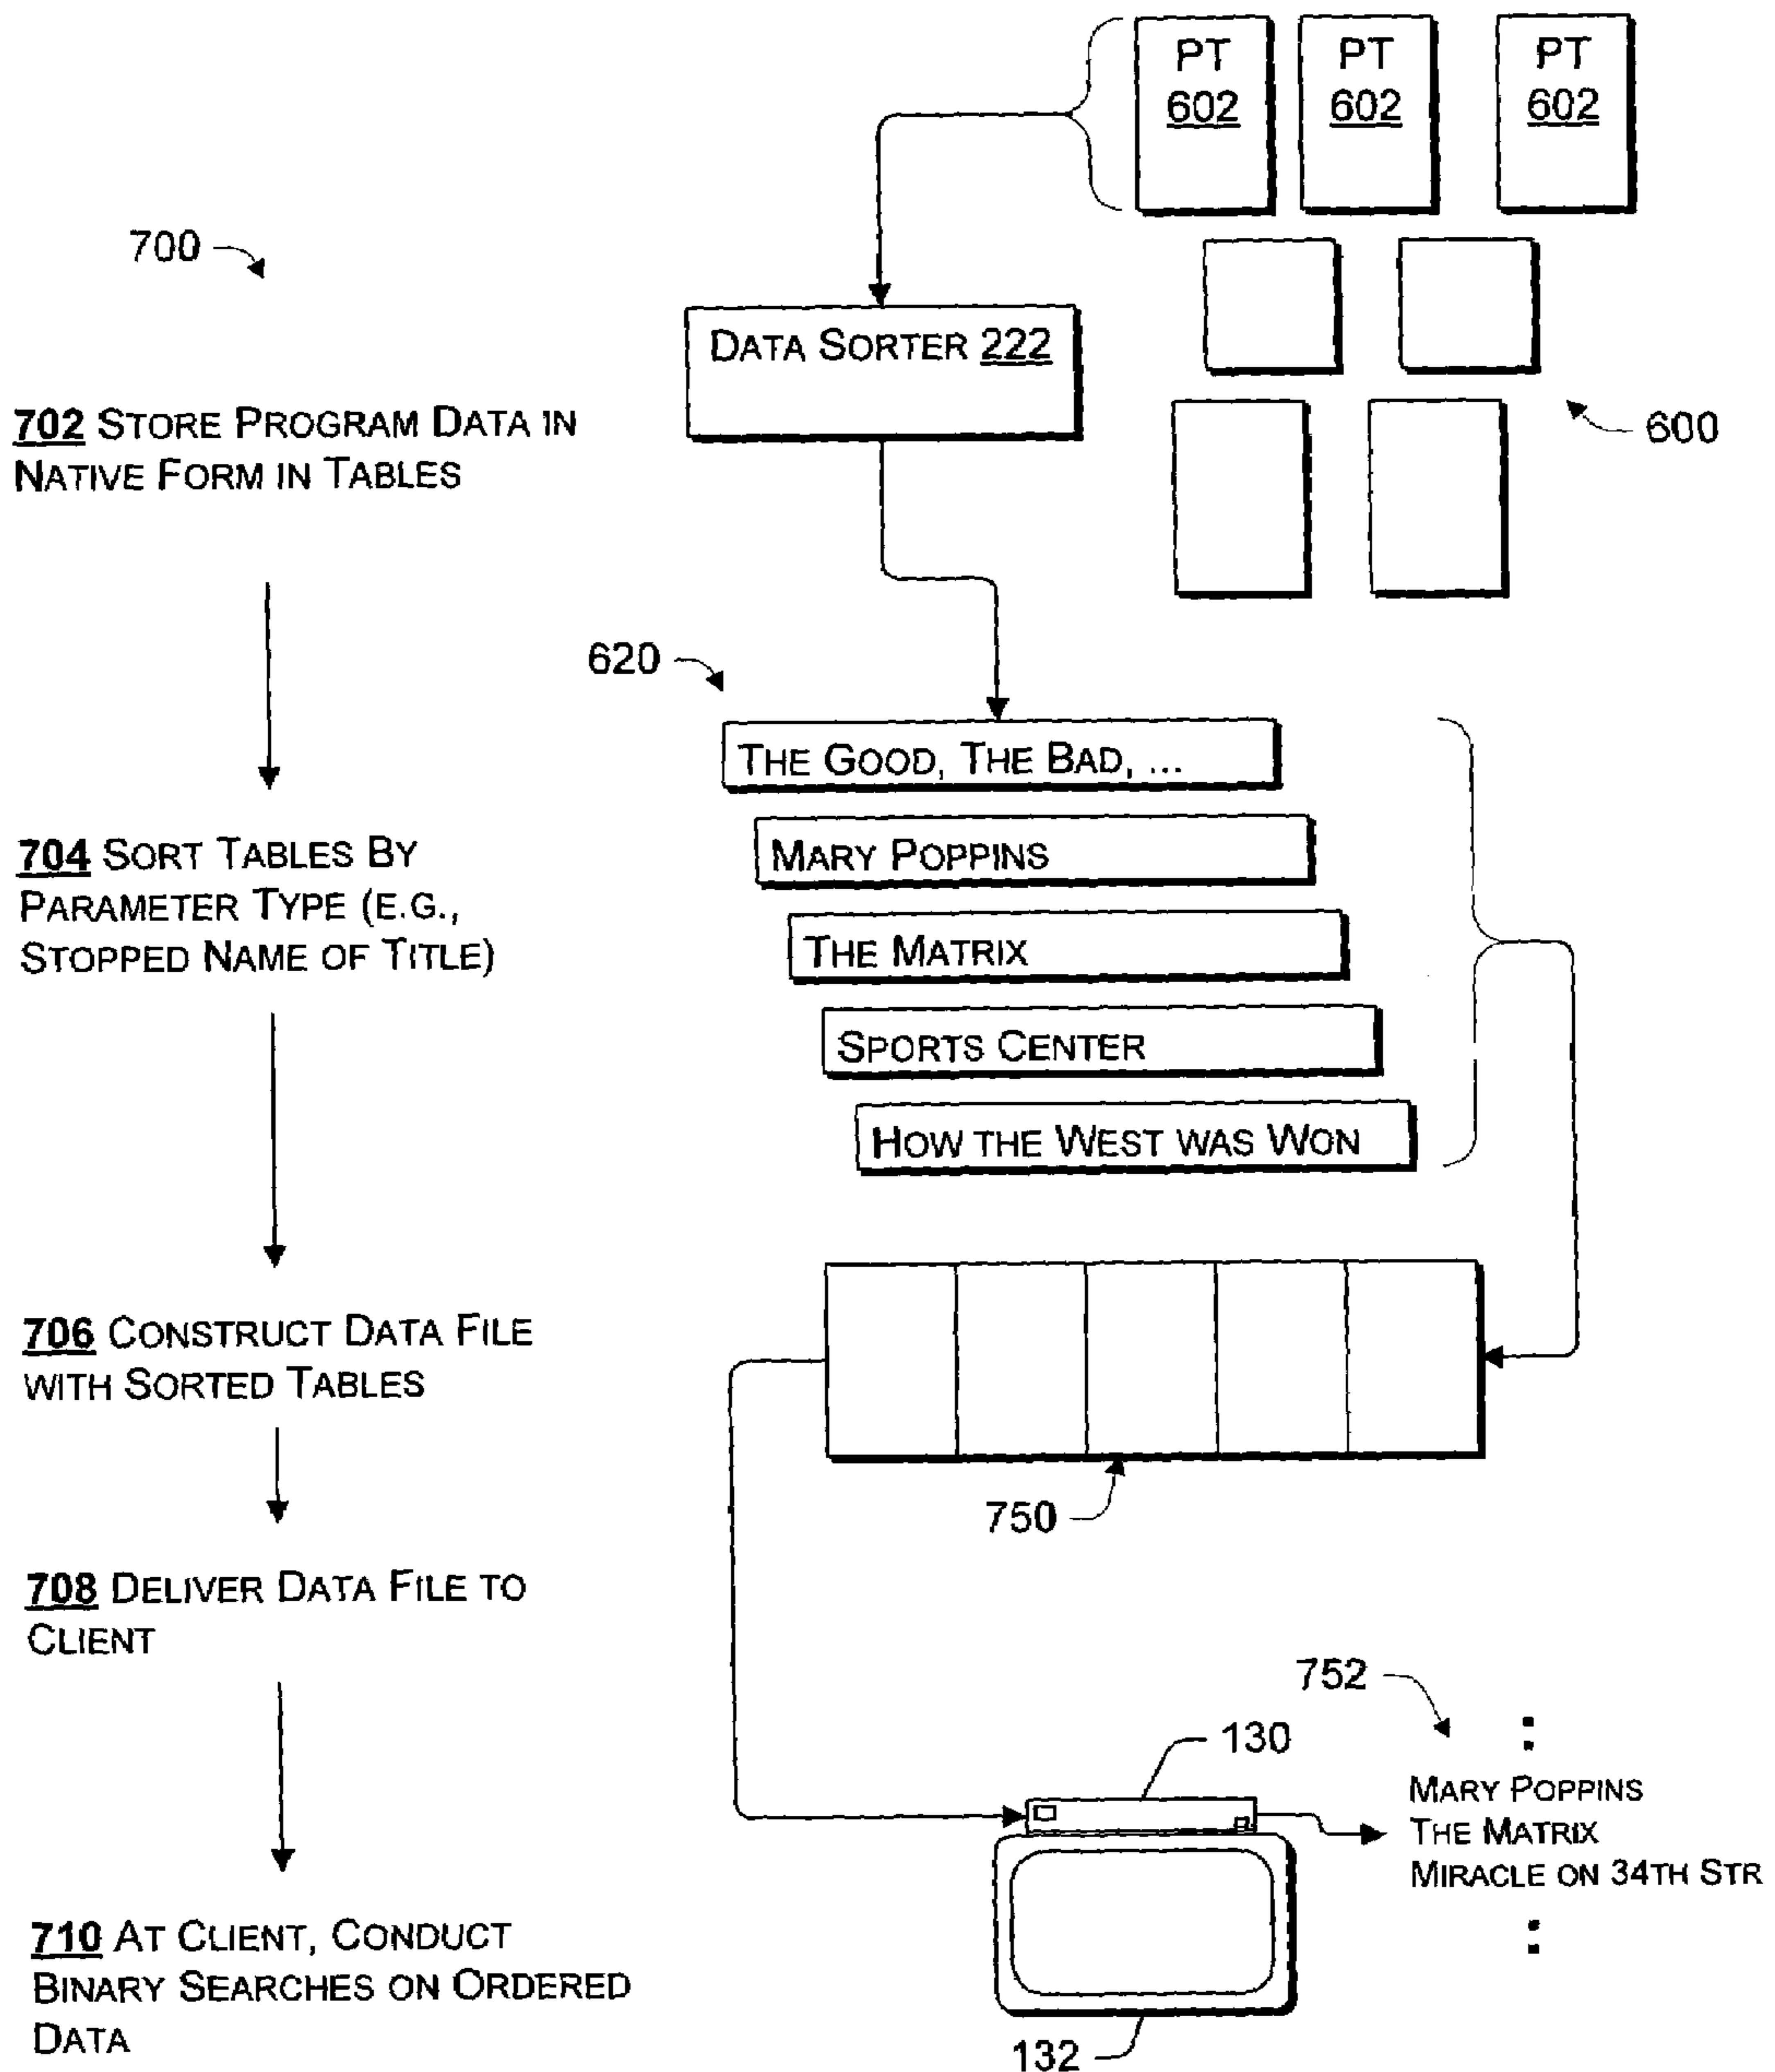 PT
602
PT
602
PT
602
700
DATA SORTER 222
702 STORE PROGRAM DATA IN
NATIVE FORM IN TABLES
600
620
THE GOOD, THE BAD, ...
704 SORT TABLES BY
PARAMETER TYPE (E.G.,
STOPPED NAME OF TITLE)
MARY POPPINS
THE MATRIX
SPORTS CENTER
HOW THE WEST WAS WON
706 CONSTRUCT DATA FILE
WITH SORTED TABLES
750
708 DELIVER DATA FILE TO
CLIENT
752
130
MARY POPPINS
THE MATRIX
MIRACLE ON 34TH STR
710 AT CLIENT, CONDUCT
BINARY SEARCHES ON ORDERED
DATA
132